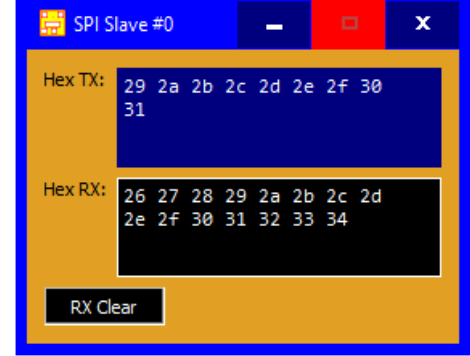 SPI Slave #0
Hex TX:
29 2a 2b 2c 2d 2e 2f 30
31
Hex RX:
26 27 28 29 2a 2b 2c 2d
2e 2f 30 31 32 33 34
RX Clear